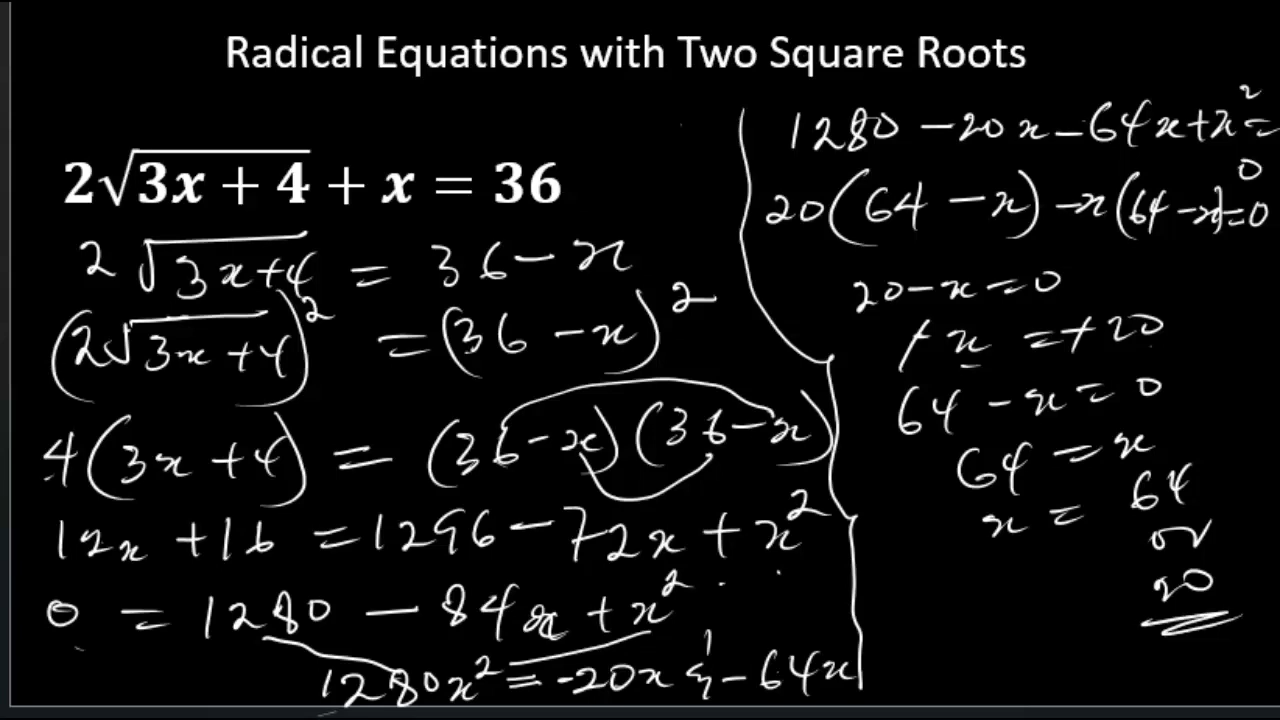 Radical Equations with Two Square Roots
2√(3x + 4) + x = 36
2√(3x+4) = 36 - x
(2√(3x+4))² = (36 - x)²
4(3x+4) = (36-x)(36-x)
12x + 16 = 1296 - 72x + x²
0 = 1280 - 84x + x²
1280x² = -20x & -64x
1280 - 20x - 64x + x² = 0
20(64 - x) - x(64 - x) = 0
20 - x = 0
+x = +20
64 - x = 0
64 = x
x = 64
or
20